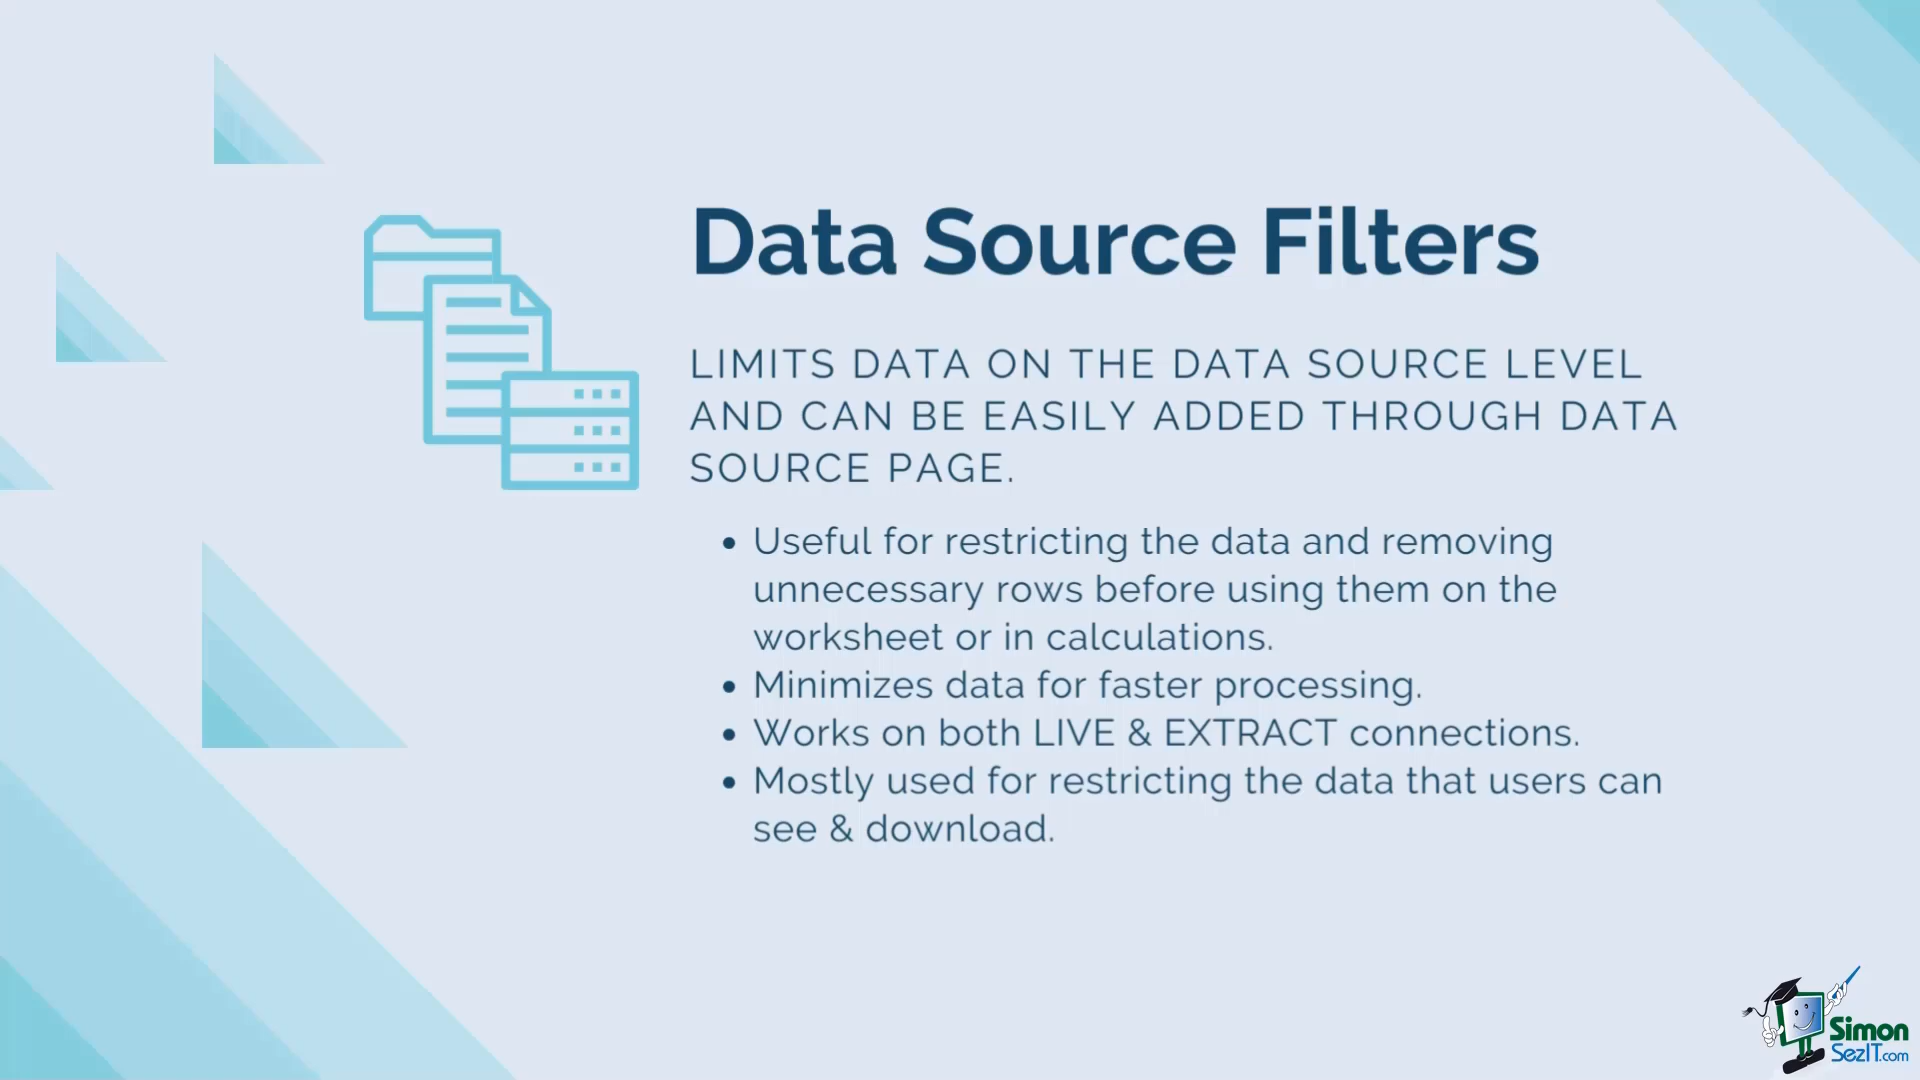 Data Source Filters
LIMITS DATA ON THE DATA SOURCE LEVEL
AND CAN BE EASILY ADDED THROUGH DATA
SOURCE PAGE.
• Useful for restricting the data and removing
unnecessary rows before using them on the
worksheet or in calculations.
• Minimizes data for faster processing.
• Works on both LIVE & EXTRACT connections.
• Mostly used for restricting the data that users can
see & download.
Simon
SezIT.com